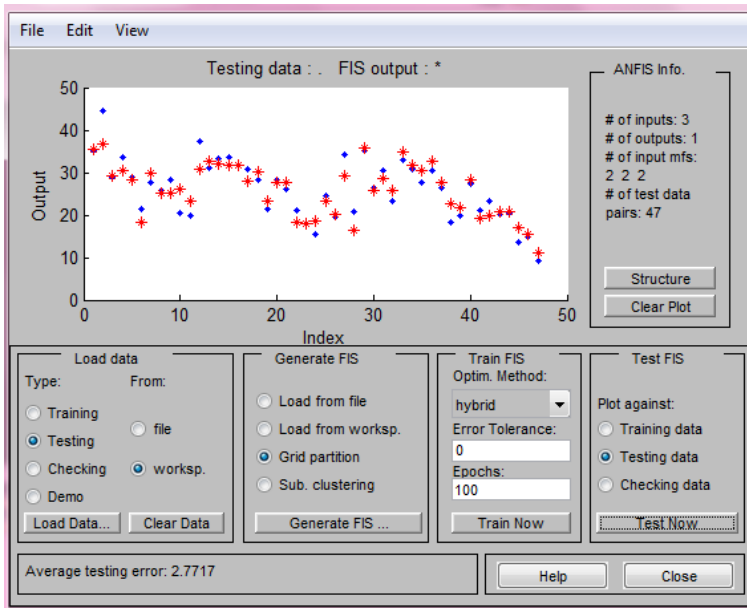 File Edit View
Testing data : . FIS output : *
50
40
30
20
10
0
Output
0 10 20 30 40 50
Index
ANFIS Info.
# of inputs: 3
# of outputs: 1
# of input mfs:
2 2 2
# of test data
pairs: 47
Structure
Clear Plot
Load data
Type: From:
Training
file
Testing
Checking
worksp.
Demo
Load Data... Clear Data
Generate FIS
Load from file
Load from worksp.
Grid partition
Sub. clustering
Generate FIS ...
Train FIS
Optim. Method:
hybrid
Error Tolerance:
0
Epochs:
100
Train Now
Test FIS
Plot against:
Training data
Testing data
Checking data
Test Now
Average testing error: 2.7717
Help Close